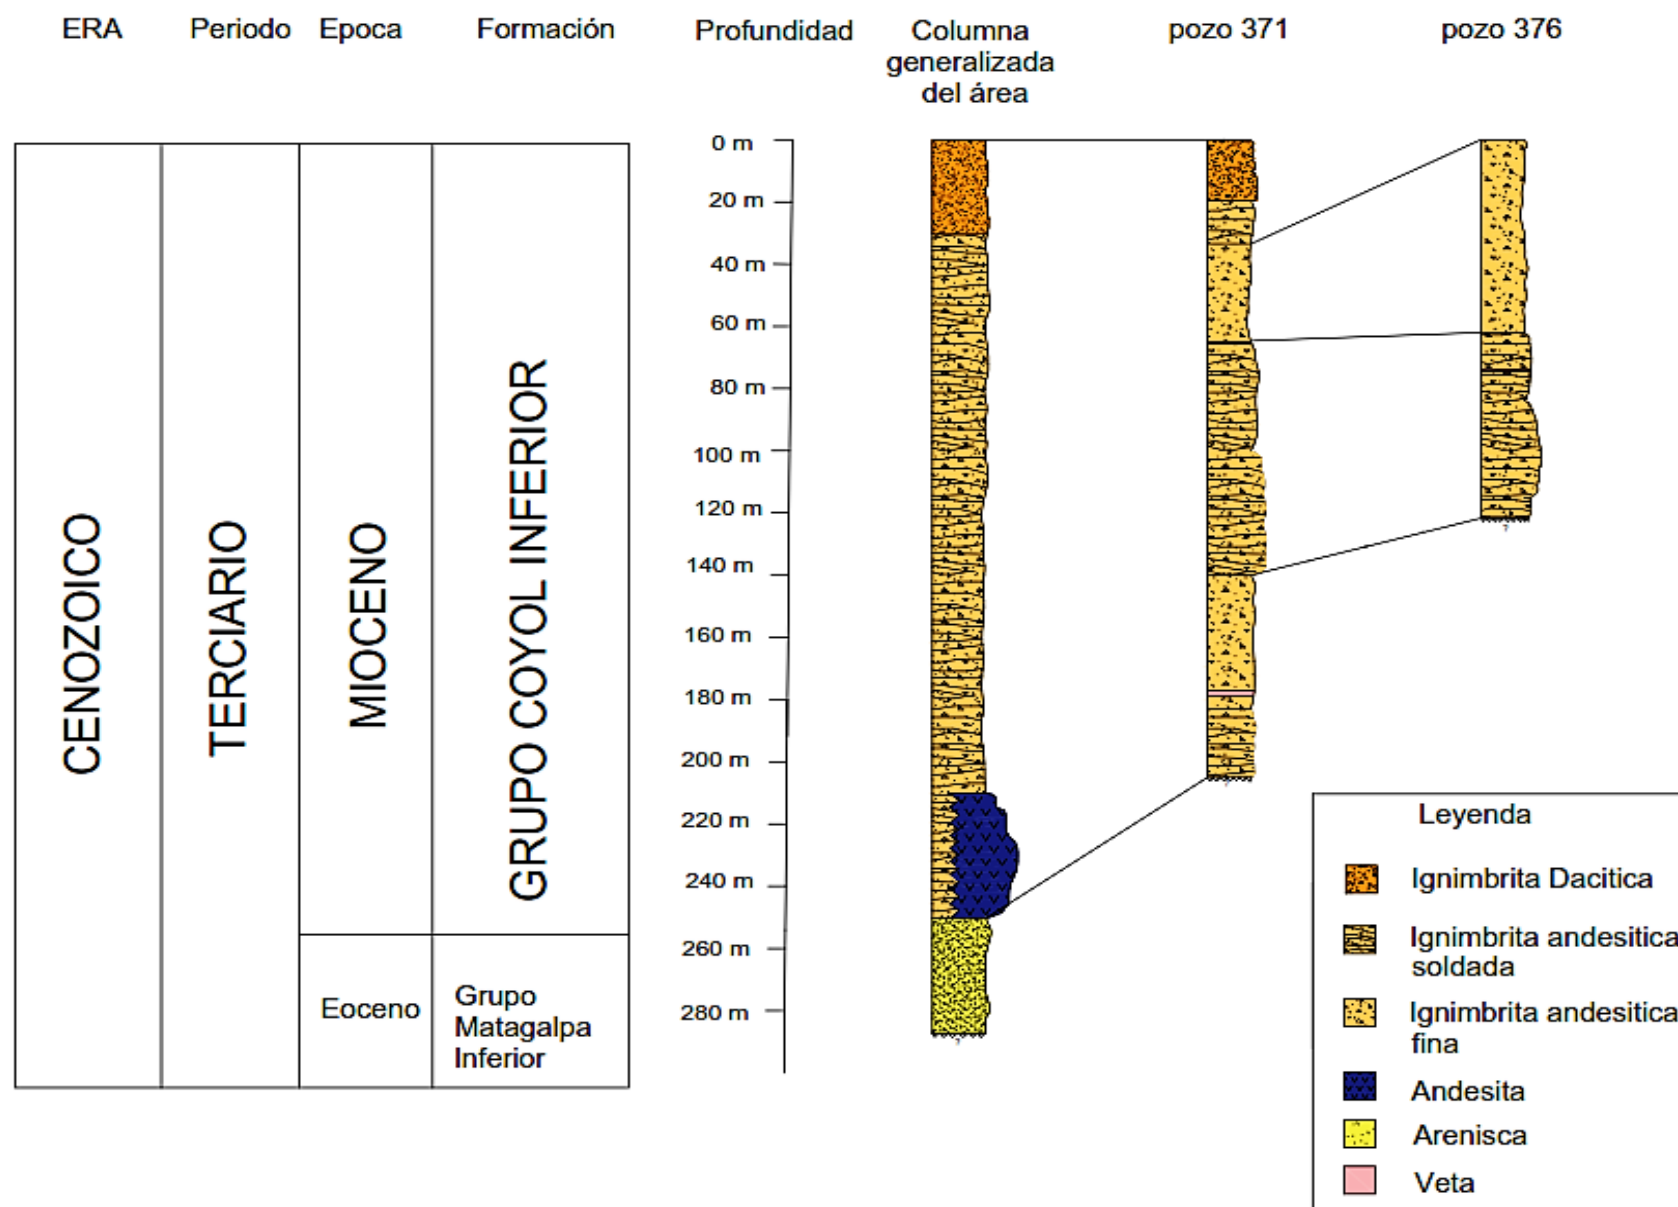 ERA
Periodo
Epoca
Formación
Profundidad
Columna
generalizada
del área
pozo 371
pozo 376
CENOZOICO
TERCIARIO
MIOCENO
GRUPO COYOL INFERIOR
Eoceno
Grupo
Matagalpa
Inferior
0 m
20 m
40 m
60 m
80 m
100 m
120 m
140 m
160 m
180 m
200 m
220 m
240 m
260 m
280 m
?
?
?
Leyenda
Ignimbrita Dacitica
Ignimbrita andesitica
soldada
Ignimbrita andesitica
fina
Andesita
Arenisca
Veta